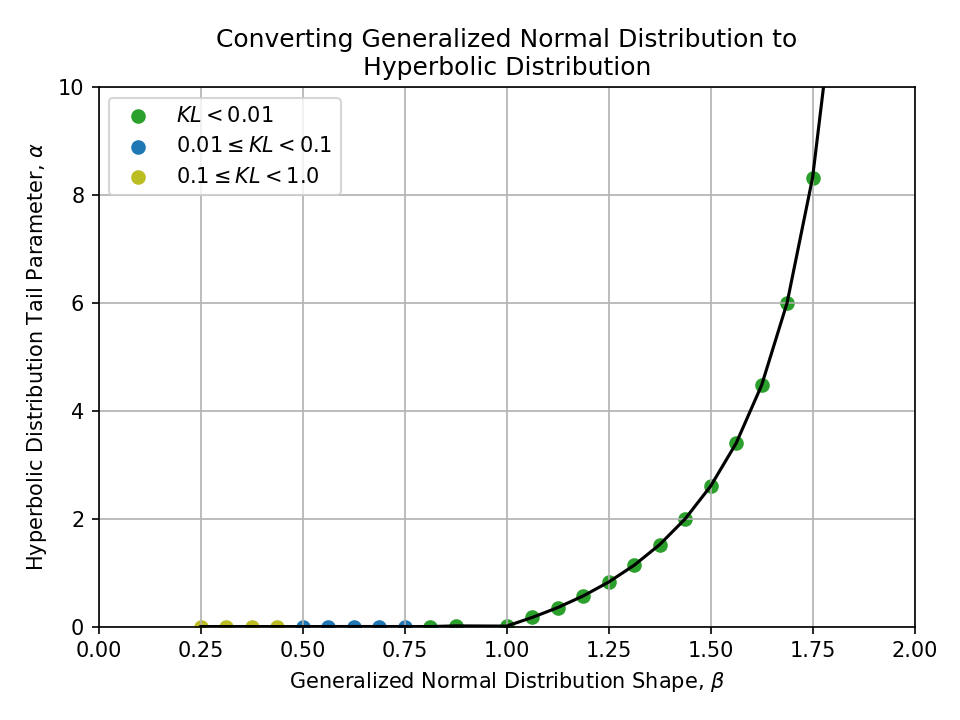 Converting Generalized Normal Distribution to
Hyperbolic Distribution
KL < 0.01
0.01 ≤ KL < 0.1
0.1 ≤ KL < 1.0
Hyperbolic Distribution Tail Parameter, α
10
8
6
4
2
0
0.00 0.25 0.50 0.75 1.00 1.25 1.50 1.75 2.00
Generalized Normal Distribution Shape, β